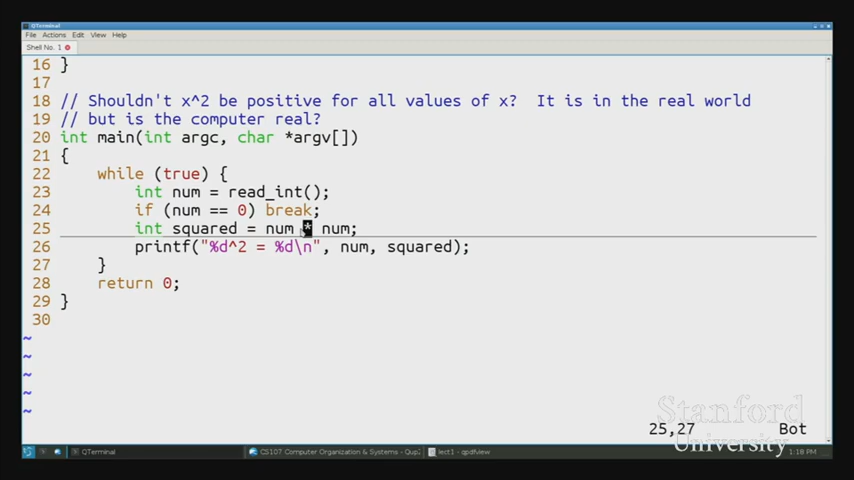 QTerminal
File Actions Edit View Help
Shell No. 1
16 }
17
18 // Shouldn't x^2 be positive for all values of x?  It is in the real world
19 // but is the computer real?
20 int main(int argc, char *argv[])
21 {
22     while (true) {
23         int num = read_int();
24         if (num == 0) break;
25         int squared = num * num;
26         printf("%d^2 = %d\n", num, squared);
27     }
28     return 0;
29 }
30
~
~
~
~
~
Stanford
University
25,27 Bot
QTerminal CS107 Computer Organization & Systems - lect1 - qpdfview 1:18 PM